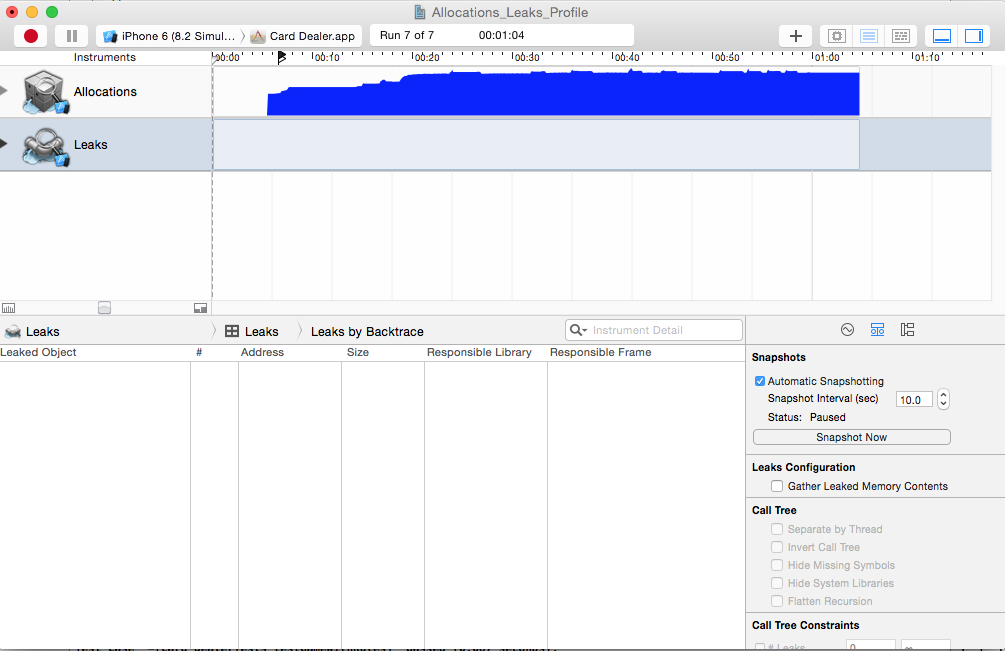 Allocations_Leaks_Profile
iPhone 6 (8.2 Simul... Card Dealer.app Run 7 of 7 00:01:04
Instruments 00:00 00:10 00:20 00:30 00:40 00:50 01:00 01:10
Allocations
Leaks
Leaks Leaks Leaks by Backtrace Instrument Detail
Leaked Object # Address Size Responsible Library Responsible Frame
Snapshots
Automatic Snapshotting
Snapshot Interval (sec) 10.0
Status: Paused
Snapshot Now
Leaks Configuration
Gather Leaked Memory Contents
Call Tree
Separate by Thread
Invert Call Tree
Hide Missing Symbols
Hide System Libraries
Flatten Recursion
Call Tree Constraints
# Leaks 0 ∞